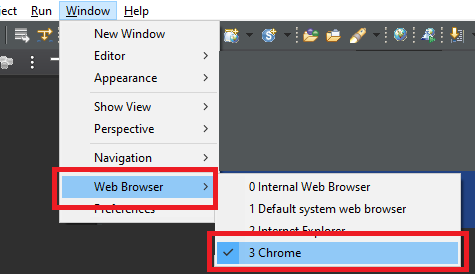 ject Run Window Help
New Window
Editor
Appearance
Show View
Perspective
Navigation
Web Browser
Preferences
0 Internal Web Browser
1 Default system web browser
2 Internet Explorer
3 Chrome